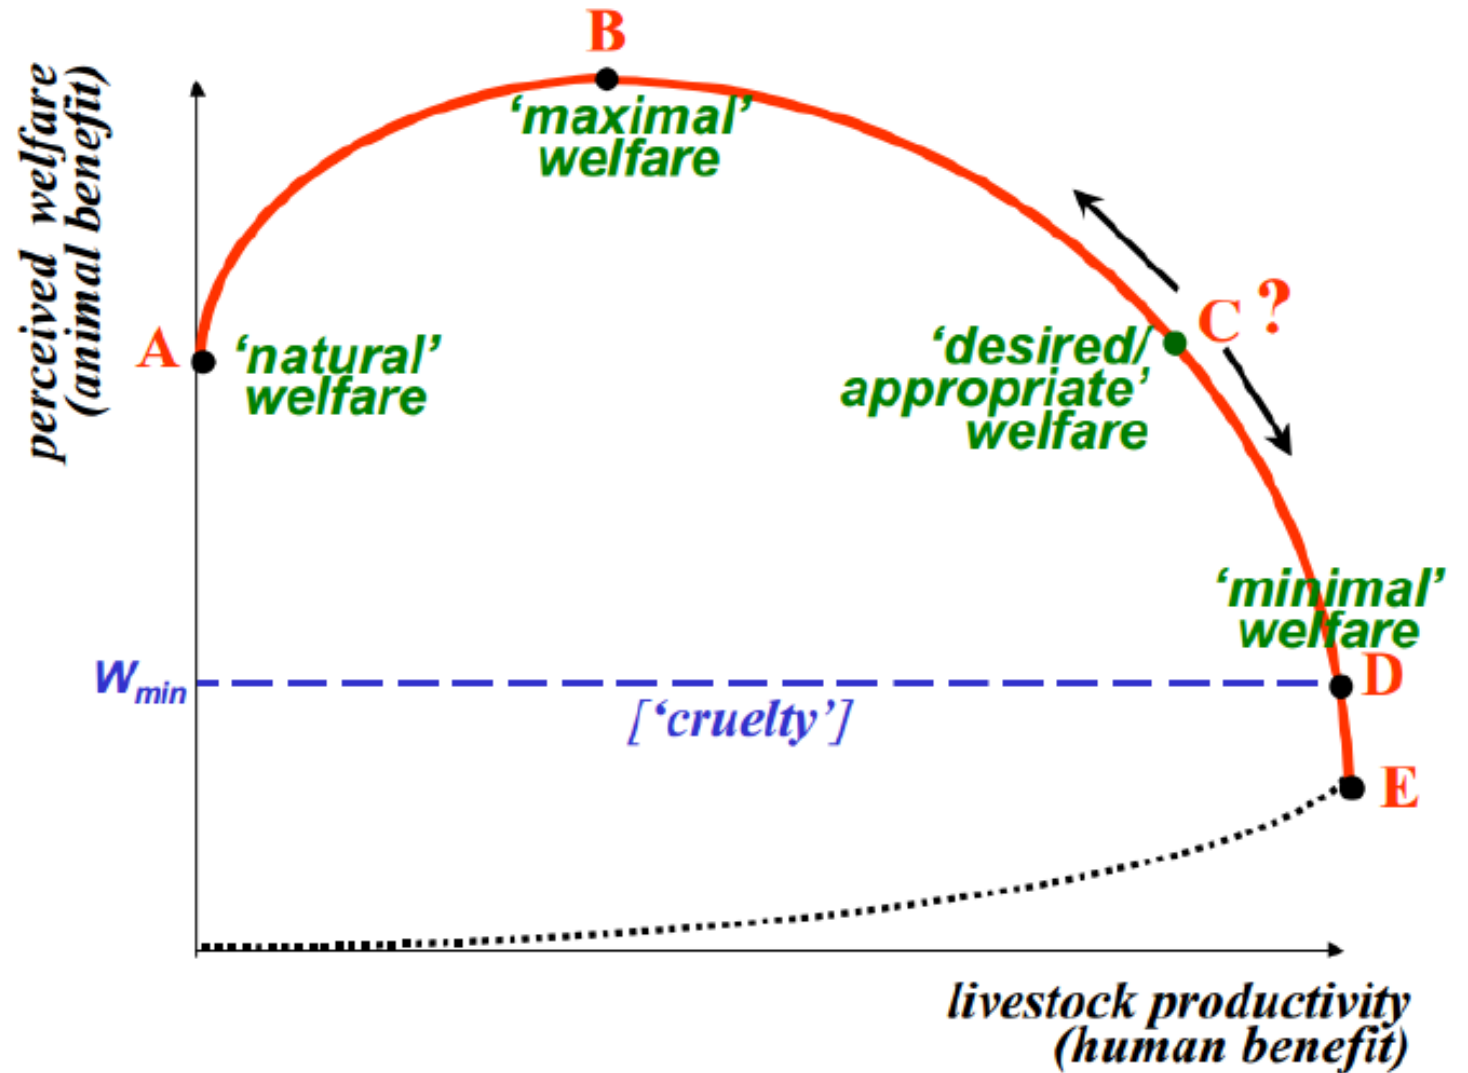 B
perceived welfare
(animal benefit)
'maximal'
welfare
A
'natural'
welfare
C ?
'desired/
appropriate'
welfare
'minimal'
welfare
Wmin
D
['cruelty']
E
livestock productivity
(human benefit)